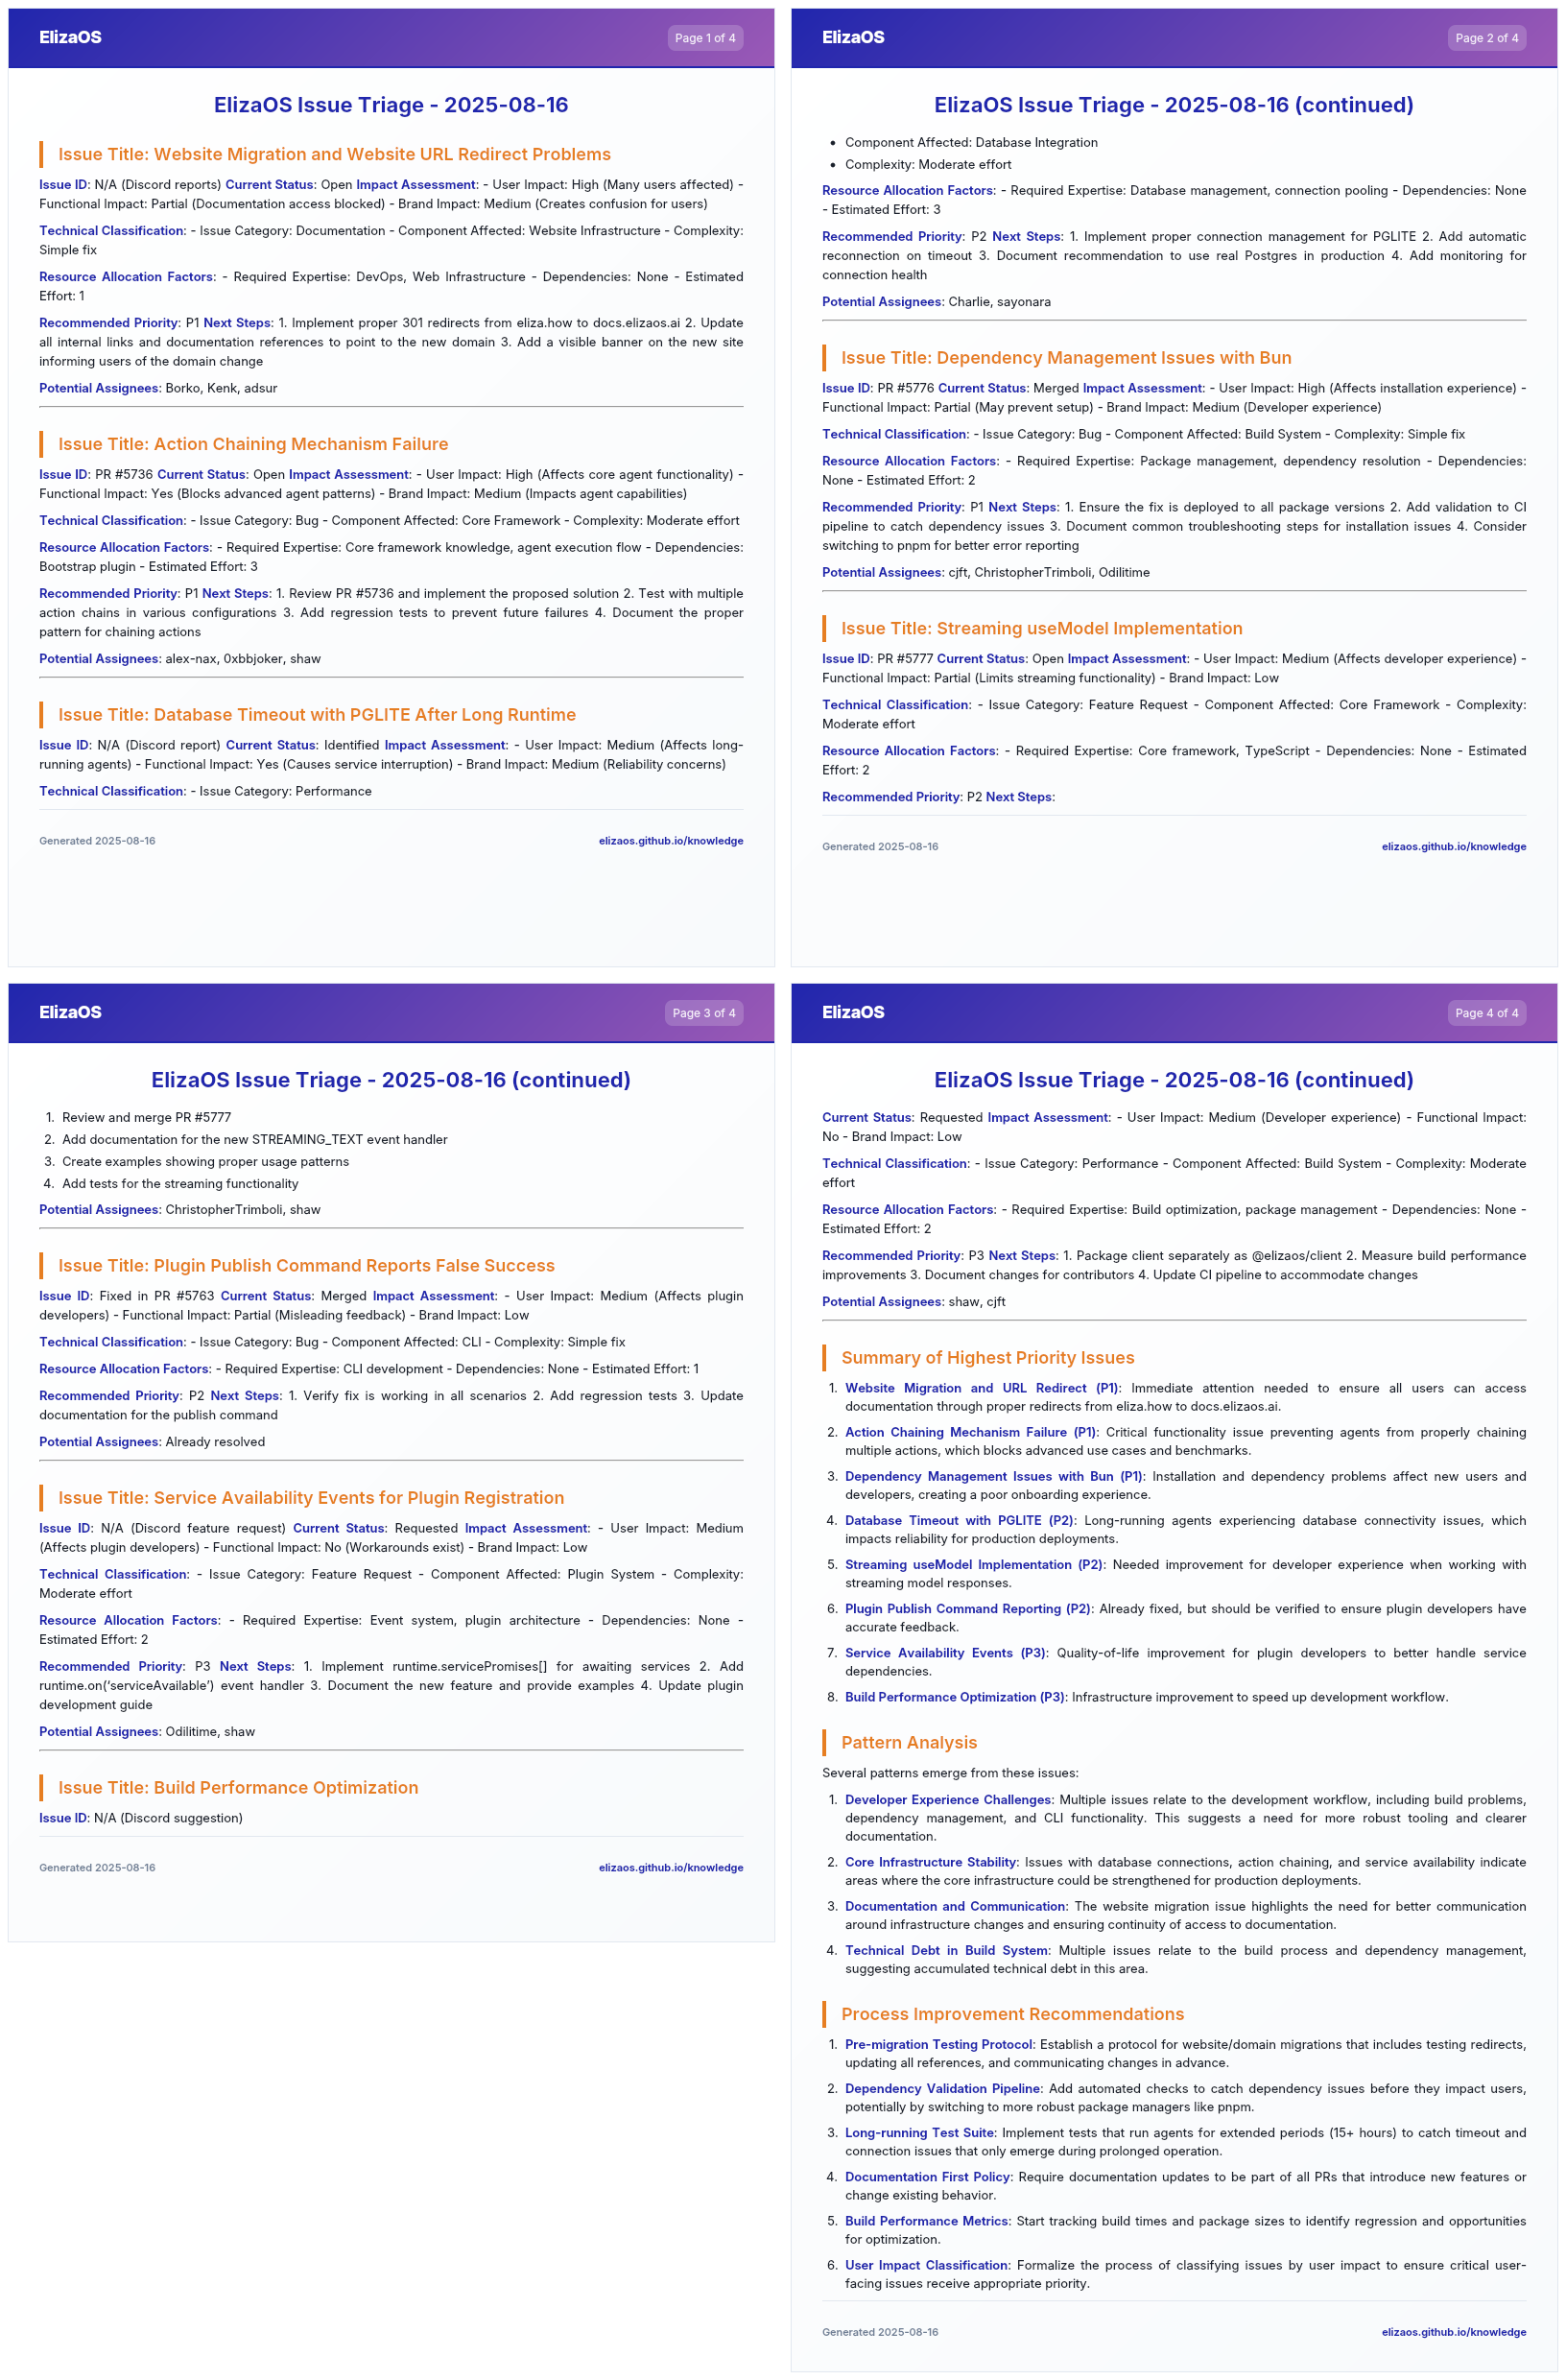 ElizaOS
Page 1 of 4
ElizaOS Issue Triage - 2025-08-16
Issue Title: Website Migration and Website URL Redirect Problems
Issue ID: N/A (Discord reports) Current Status: Open Impact Assessment: - User Impact: High (Many users affected) -
Functional Impact: Partial (Documentation access blocked) - Brand Impact: Medium (Creates confusion for users)
Technical Classification: - Issue Category: Documentation - Component Affected: Website Infrastructure - Complexity:
Simple fix
Resource Allocation Factors: - Required Expertise: DevOps, Web Infrastructure - Dependencies: None - Estimated
Effort: 1
Recommended Priority: P1 Next Steps: 1. Implement proper 301 redirects from eliza.how to docs.elizaos.ai 2. Update
all internal links and documentation references to point to the new domain 3. Add a visible banner on the new site
informing users of the domain change
Potential Assignees: Borko, Kenk, adsur
Issue Title: Action Chaining Mechanism Failure
Issue ID: PR #5736 Current Status: Open Impact Assessment: - User Impact: High (Affects core agent functionality) -
Functional Impact: Yes (Blocks advanced agent patterns) - Brand Impact: Medium (Impacts agent capabilities)
Technical Classification: - Issue Category: Bug - Component Affected: Core Framework - Complexity: Moderate effort
Resource Allocation Factors: - Required Expertise: Core framework knowledge, agent execution flow - Dependencies:
Bootstrap plugin - Estimated Effort: 3
Recommended Priority: P1 Next Steps: 1. Review PR #5736 and implement the proposed solution 2. Test with multiple
action chains in various configurations 3. Add regression tests to prevent future failures 4. Document the proper
pattern for chaining actions
Potential Assignees: alex-nax, 0xbbjoker, shaw
Issue Title: Database Timeout with PGLITE After Long Runtime
Issue ID: N/A (Discord report) Current Status: Identified Impact Assessment: - User Impact: Medium (Affects long-
running agents) - Functional Impact: Yes (Causes service interruption) - Brand Impact: Medium (Reliability concerns)
Technical Classification: - Issue Category: Performance
Generated 2025-08-16
elizaos.github.io/knowledge
ElizaOS
Page 2 of 4
ElizaOS Issue Triage - 2025-08-16 (continued)
• Component Affected: Database Integration
• Complexity: Moderate effort
Resource Allocation Factors: - Required Expertise: Database management, connection pooling - Dependencies: None
- Estimated Effort: 3
Recommended Priority: P2 Next Steps: 1. Implement proper connection management for PGLITE 2. Add automatic
reconnection on timeout 3. Document recommendation to use real Postgres in production 4. Add monitoring for
connection health
Potential Assignees: Charlie, sayonara
Issue Title: Dependency Management Issues with Bun
Issue ID: PR #5776 Current Status: Merged Impact Assessment: - User Impact: High (Affects installation experience) -
Functional Impact: Partial (May prevent setup) - Brand Impact: Medium (Developer experience)
Technical Classification: - Issue Category: Bug - Component Affected: Build System - Complexity: Simple fix
Resource Allocation Factors: - Required Expertise: Package management, dependency resolution - Dependencies:
None - Estimated Effort: 2
Recommended Priority: P1 Next Steps: 1. Ensure the fix is deployed to all package versions 2. Add validation to CI
pipeline to catch dependency issues 3. Document common troubleshooting steps for installation issues 4. Consider
switching to pnpm for better error reporting
Potential Assignees: cjft, ChristopherTrimboli, Odilitime
Issue Title: Streaming useModel Implementation
Issue ID: PR #5777 Current Status: Open Impact Assessment: - User Impact: Medium (Affects developer experience) -
Functional Impact: Partial (Limits streaming functionality) - Brand Impact: Low
Technical Classification: - Issue Category: Feature Request - Component Affected: Core Framework - Complexity:
Moderate effort
Resource Allocation Factors: - Required Expertise: Core framework, TypeScript - Dependencies: None - Estimated
Effort: 2
Recommended Priority: P2 Next Steps:
Generated 2025-08-16
elizaos.github.io/knowledge
ElizaOS
Page 3 of 4
ElizaOS Issue Triage - 2025-08-16 (continued)
1. Review and merge PR #5777
2. Add documentation for the new STREAMING_TEXT event handler
3. Create examples showing proper usage patterns
4. Add tests for the streaming functionality
Potential Assignees: ChristopherTrimboli, shaw
Issue Title: Plugin Publish Command Reports False Success
Issue ID: Fixed in PR #5763 Current Status: Merged Impact Assessment: - User Impact: Medium (Affects plugin
developers) - Functional Impact: Partial (Misleading feedback) - Brand Impact: Low
Technical Classification: - Issue Category: Bug - Component Affected: CLI - Complexity: Simple fix
Resource Allocation Factors: - Required Expertise: CLI development - Dependencies: None - Estimated Effort: 1
Recommended Priority: P2 Next Steps: 1. Verify fix is working in all scenarios 2. Add regression tests 3. Update
documentation for the publish command
Potential Assignees: Already resolved
Issue Title: Service Availability Events for Plugin Registration
Issue ID: N/A (Discord feature request) Current Status: Requested Impact Assessment: - User Impact: Medium
(Affects plugin developers) - Functional Impact: No (Workarounds exist) - Brand Impact: Low
Technical Classification: - Issue Category: Feature Request - Component Affected: Plugin System - Complexity:
Moderate effort
Resource Allocation Factors: - Required Expertise: Event system, plugin architecture - Dependencies: None -
Estimated Effort: 2
Recommended Priority: P3 Next Steps: 1. Implement runtime.servicePromises[] for awaiting services 2. Add
runtime.on(‘serviceAvailable’) event handler 3. Document the new feature and provide examples 4. Update plugin
development guide
Potential Assignees: Odilitime, shaw
Issue Title: Build Performance Optimization
Issue ID: N/A (Discord suggestion)
Generated 2025-08-16
elizaos.github.io/knowledge
ElizaOS
Page 4 of 4
ElizaOS Issue Triage - 2025-08-16 (continued)
Current Status: Requested Impact Assessment: - User Impact: Medium (Developer experience) - Functional Impact:
No - Brand Impact: Low
Technical Classification: - Issue Category: Performance - Component Affected: Build System - Complexity: Moderate
effort
Resource Allocation Factors: - Required Expertise: Build optimization, package management - Dependencies: None -
Estimated Effort: 2
Recommended Priority: P3 Next Steps: 1. Package client separately as @elizaos/client 2. Measure build performance
improvements 3. Document changes for contributors 4. Update CI pipeline to accommodate changes
Potential Assignees: shaw, cjft
Summary of Highest Priority Issues
1. Website Migration and URL Redirect (P1): Immediate attention needed to ensure all users can access
documentation through proper redirects from eliza.how to docs.elizaos.ai.
2. Action Chaining Mechanism Failure (P1): Critical functionality issue preventing agents from properly chaining
multiple actions, which blocks advanced use cases and benchmarks.
3. Dependency Management Issues with Bun (P1): Installation and dependency problems affect new users and
developers, creating a poor onboarding experience.
4. Database Timeout with PGLITE (P2): Long-running agents experiencing database connectivity issues, which
impacts reliability for production deployments.
5. Streaming useModel Implementation (P2): Needed improvement for developer experience when working with
streaming model responses.
6. Plugin Publish Command Reporting (P2): Already fixed, but should be verified to ensure plugin developers have
accurate feedback.
7. Service Availability Events (P3): Quality-of-life improvement for plugin developers to better handle service
dependencies.
8. Build Performance Optimization (P3): Infrastructure improvement to speed up development workflow.
Pattern Analysis
Several patterns emerge from these issues:
1. Developer Experience Challenges: Multiple issues relate to the development workflow, including build problems,
dependency management, and CLI functionality. This suggests a need for more robust tooling and clearer
documentation.
2. Core Infrastructure Stability: Issues with database connections, action chaining, and service availability indicate
areas where the core infrastructure could be strengthened for production deployments.
3. Documentation and Communication: The website migration issue highlights the need for better communication
around infrastructure changes and ensuring continuity of access to documentation.
4. Technical Debt in Build System: Multiple issues relate to the build process and dependency management,
suggesting accumulated technical debt in this area.
Process Improvement Recommendations
1. Pre-migration Testing Protocol: Establish a protocol for website/domain migrations that includes testing redirects,
updating all references, and communicating changes in advance.
2. Dependency Validation Pipeline: Add automated checks to catch dependency issues before they impact users,
potentially by switching to more robust package managers like pnpm.
3. Long-running Test Suite: Implement tests that run agents for extended periods (15+ hours) to catch timeout and
connection issues that only emerge during prolonged operation.
4. Documentation First Policy: Require documentation updates to be part of all PRs that introduce new features or
change existing behavior.
5. Build Performance Metrics: Start tracking build times and package sizes to identify regression and opportunities
for optimization.
6. User Impact Classification: Formalize the process of classifying issues by user impact to ensure critical user-
facing issues receive appropriate priority.
Generated 2025-08-16
elizaos.github.io/knowledge